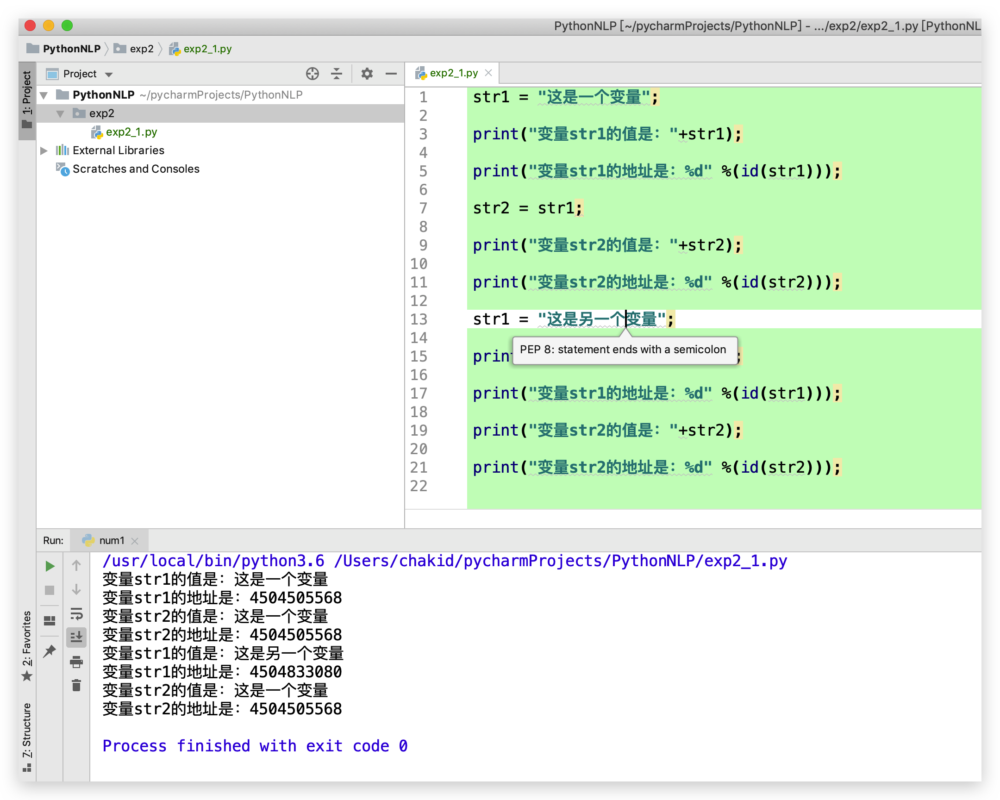 PythonNLP [~/pycharmProjects/PythonNLP] - .../exp2/exp2_1.py [PythonNL
PythonNLP exp2 exp2_1.py
1: Project
Project
PythonNLP ~/pycharmProjects/PythonNLP
exp2
exp2_1.py
External Libraries
Scratches and Consoles
exp2_1.py
1 str1 = "这是一个变量";
2
3 print("变量str1的值是："+str1);
4
5 print("变量str1的地址是：%d" %(id(str1)));
6
7 str2 = str1;
8
9 print("变量str2的值是："+str2);
10
11 print("变量str2的地址是：%d" %(id(str2)));
12
13 str1 = "这是另一个变量";
14
PEP 8: statement ends with a semicolon
15 prin ;
16
17 print("变量str1的地址是：%d" %(id(str1)));
18
19 print("变量str2的值是："+str2);
20
21 print("变量str2的地址是：%d" %(id(str2)));
22
Run: num1
/usr/local/bin/python3.6 /Users/chakid/pycharmProjects/PythonNLP/exp2_1.py
变量str1的值是：这是一个变量
变量str1的地址是：4504505568
变量str2的值是：这是一个变量
变量str2的地址是：4504505568
变量str1的值是：这是另一个变量
变量str1的地址是：4504833080
变量str2的值是：这是一个变量
变量str2的地址是：4504505568
Process finished with exit code 0
2: Favorites
7: Structure